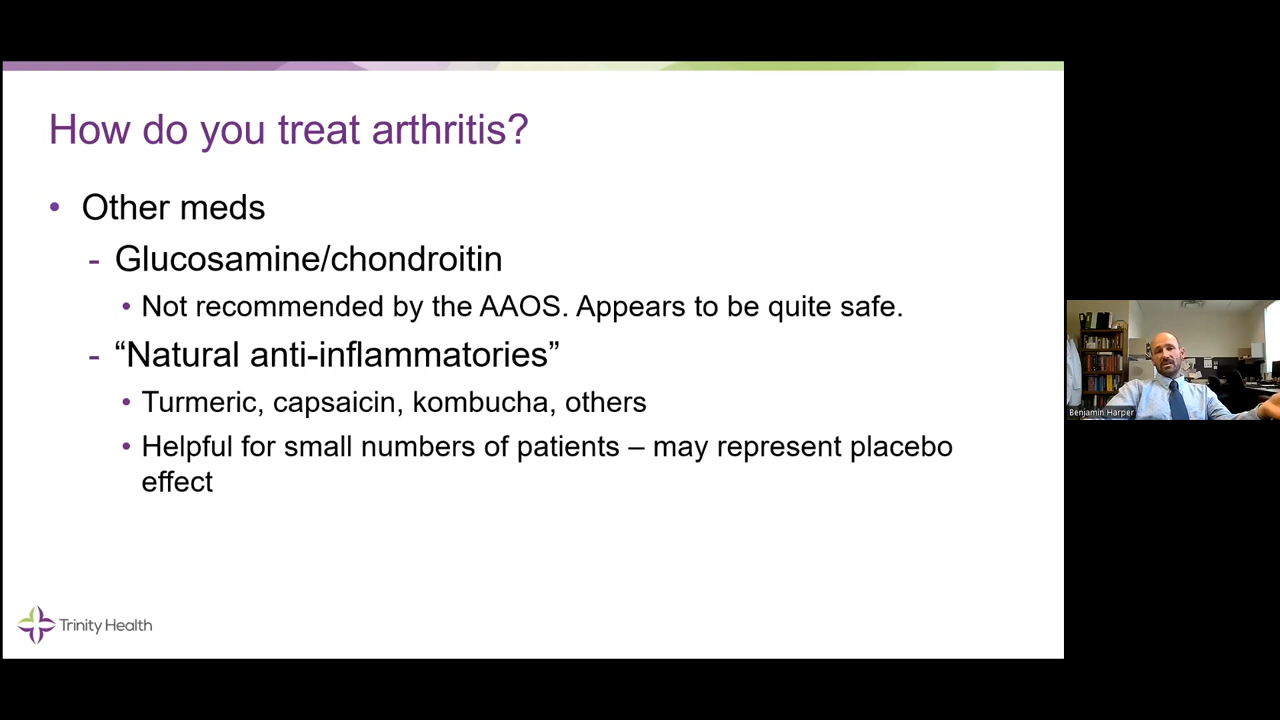 How do you treat arthritis?
• Other meds
- Glucosamine/chondroitin
• Not recommended by the AAOS. Appears to be quite safe.
- “Natural anti-inflammatories”
• Turmeric, capsaicin, kombucha, others
• Helpful for small numbers of patients – may represent placebo
effect
Trinity Health
Benjamin Harper